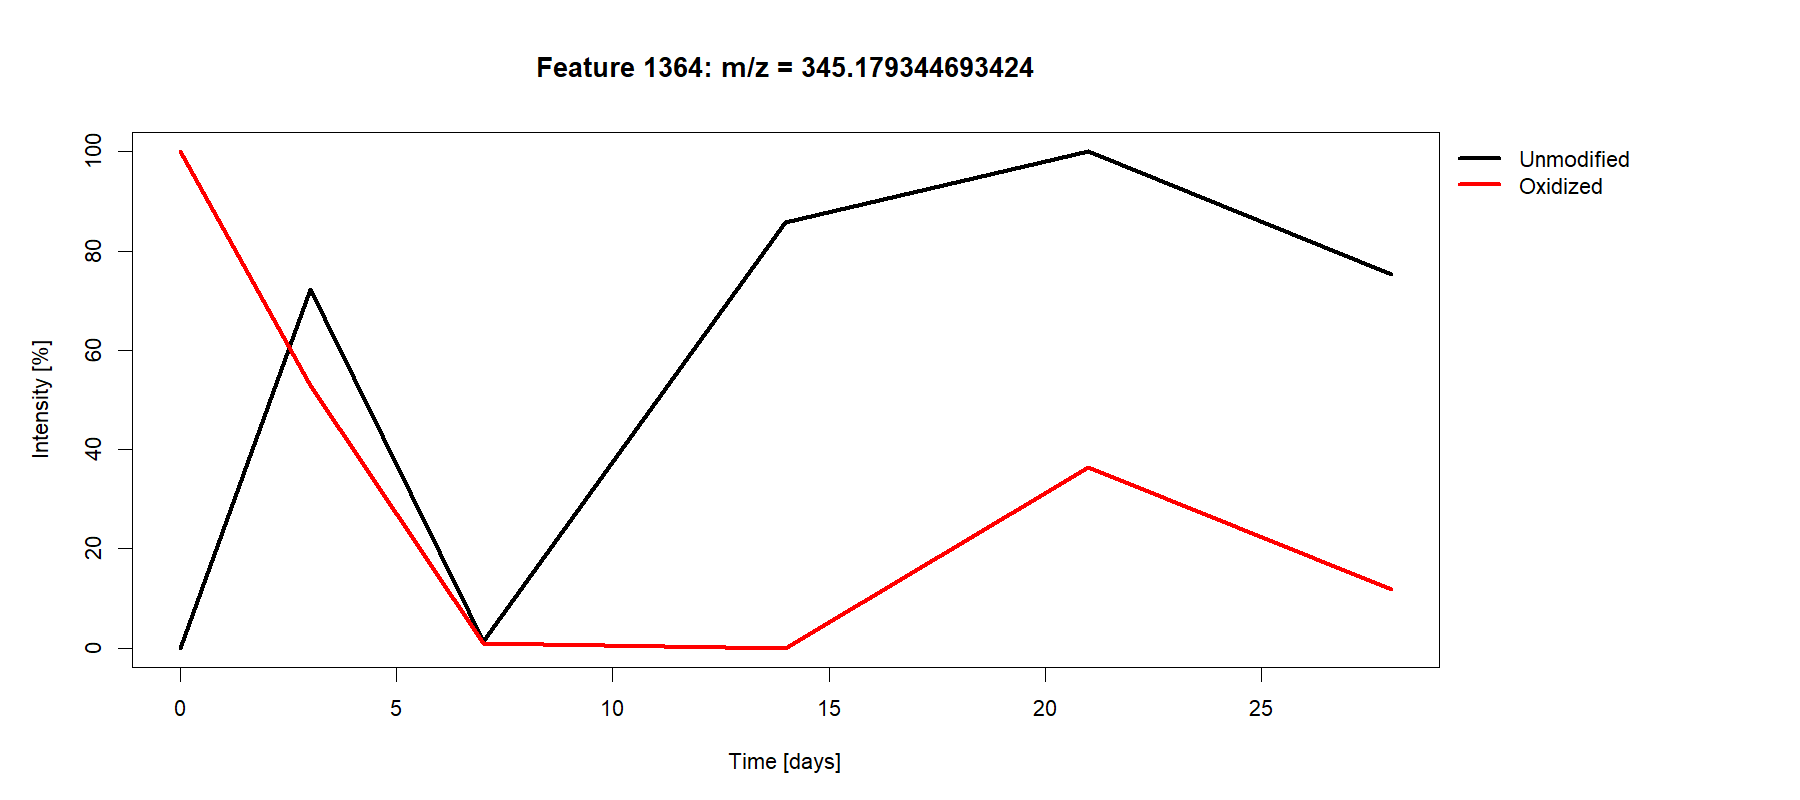 Feature 1364: m/z = 345.179344693424
Unmodified
Oxidized
Intensity [%]
100
80
60
40
20
0
0 5 10 15 20 25
Time [days]